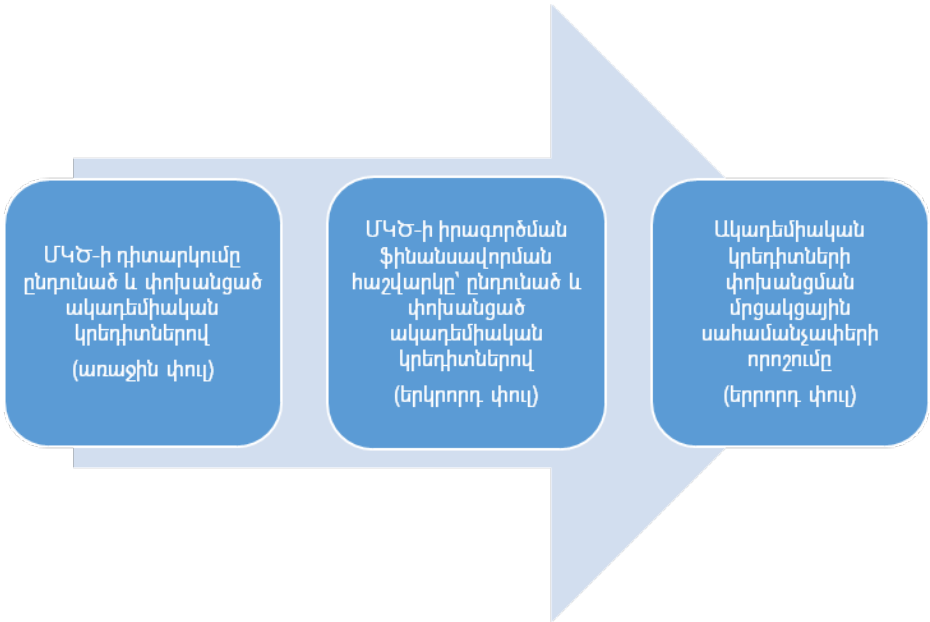 ՄԿԾ-ի դիտարկումը
ընդունած և փոխանցած
ակադեմիական
կրեդիտներով
(առաջին փուլ)
ՄԿԾ-ի իրագործման
ֆինանսավորման
հաշվարկը՝ ընդունած և
փոխանցած
ակադեմիական
կրեդիտներով
(երկրորդ փուլ)
Ակադեմիական
կրեդիտների
փոխանցման
մրցակցային
սահամանչափերի
որոշումը
(երրորդ փուլ)